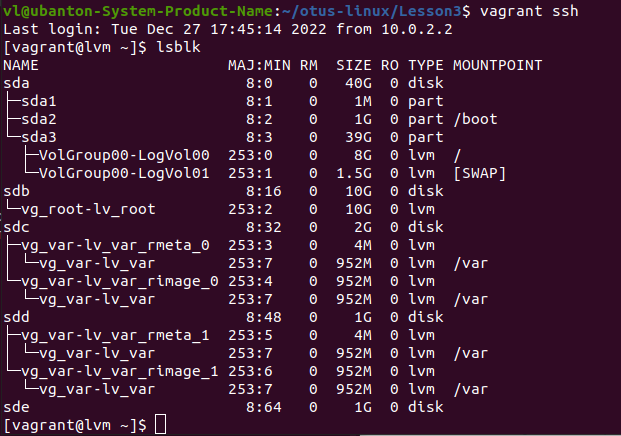 vl@ubanton-System-Product-Name:~/otus-linux/Lesson3$ vagrant ssh
Last login: Tue Dec 27 17:45:14 2022 from 10.0.2.2
[vagrant@lvm ~]$ lsblk
NAME                       MAJ:MIN RM  SIZE RO TYPE MOUNTPOINT
sda                          8:0    0   40G  0 disk
├─sda1                       8:1    0    1M  0 part
├─sda2                       8:2    0    1G  0 part /boot
└─sda3                       8:3    0   39G  0 part
  ├─VolGroup00-LogVol00    253:0    0    8G  0 lvm  /
  └─VolGroup00-LogVol01    253:1    0  1.5G  0 lvm  [SWAP]
sdb                          8:16   0   10G  0 disk
└─vg_root-lv_root          253:2    0   10G  0 lvm
sdc                          8:32   0    2G  0 disk
├─vg_var-lv_var_rmeta_0    253:3    0    4M  0 lvm
│ └─vg_var-lv_var          253:7    0  952M  0 lvm  /var
└─vg_var-lv_var_rimage_0   253:4    0  952M  0 lvm
  └─vg_var-lv_var          253:7    0  952M  0 lvm  /var
sdd                          8:48   0    1G  0 disk
├─vg_var-lv_var_rmeta_1    253:5    0    4M  0 lvm
│ └─vg_var-lv_var          253:7    0  952M  0 lvm  /var
└─vg_var-lv_var_rimage_1   253:6    0  952M  0 lvm
  └─vg_var-lv_var          253:7    0  952M  0 lvm  /var
sde                          8:64   0    1G  0 disk
[vagrant@lvm ~]$